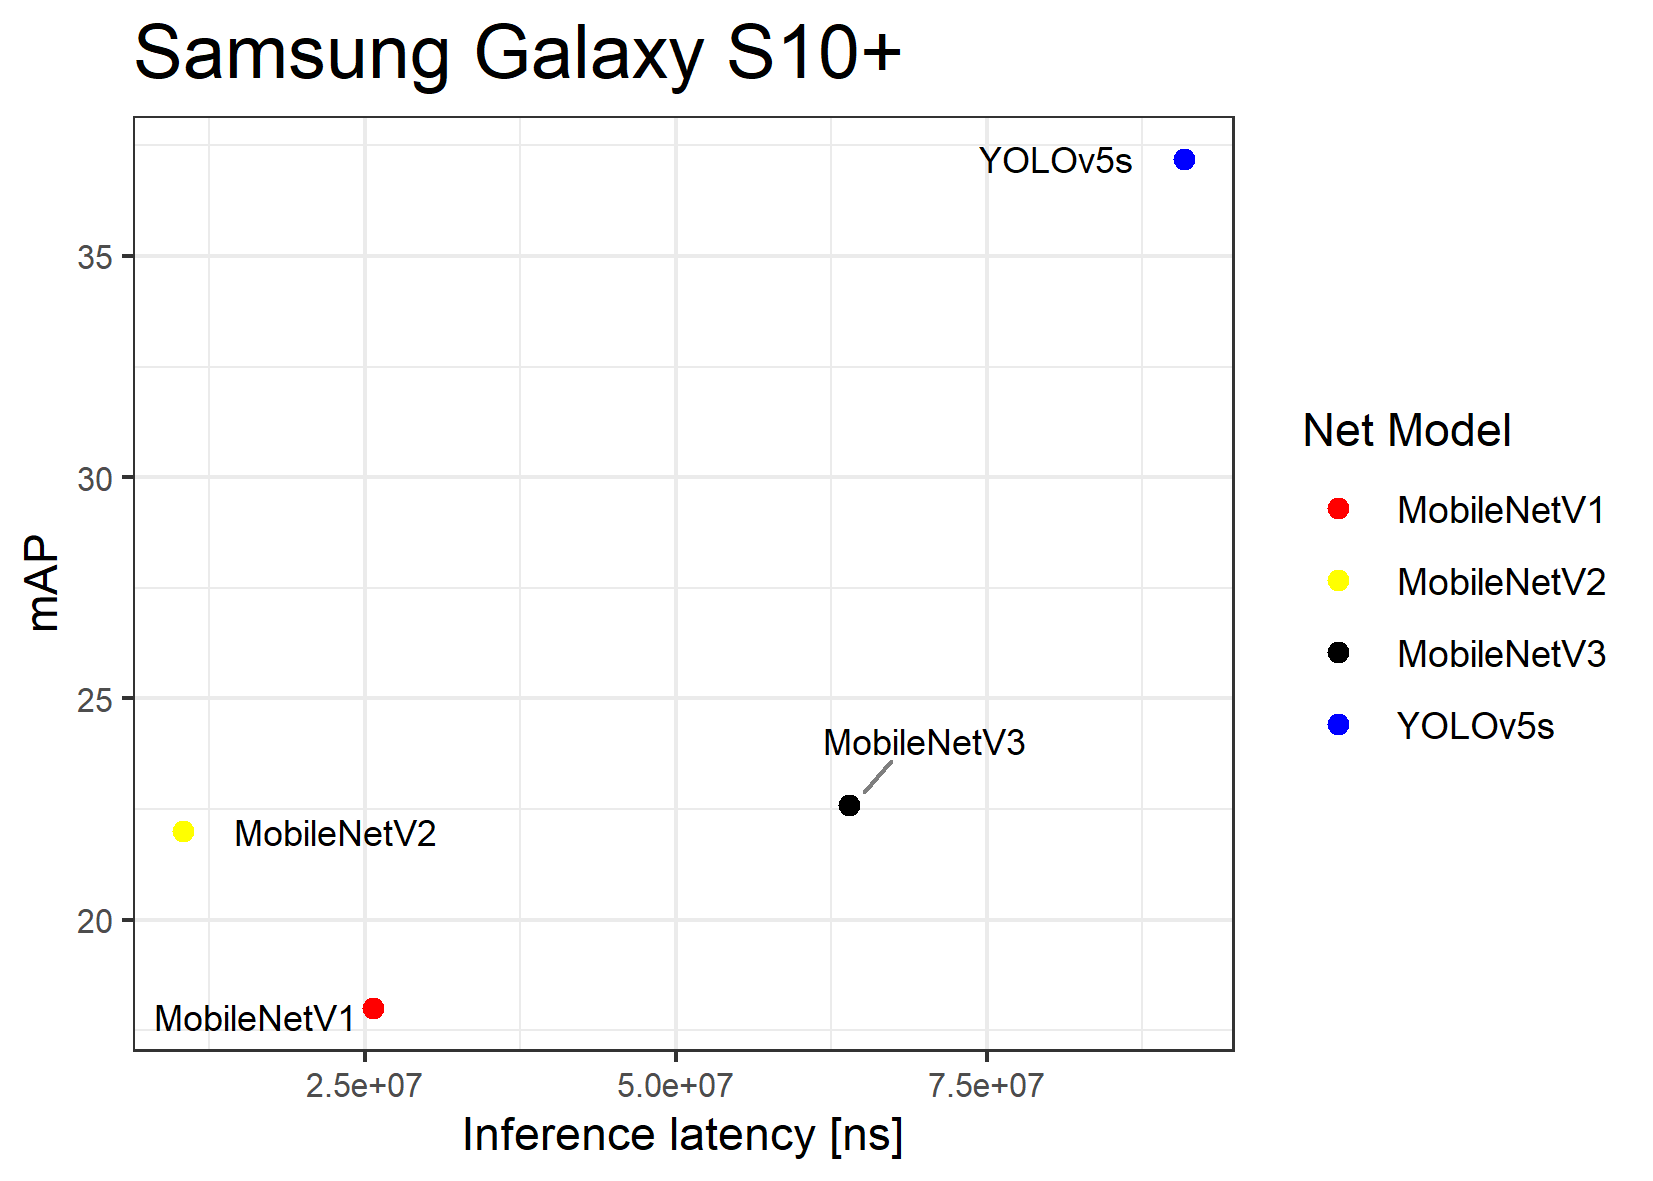 Samsung Galaxy S10+
YOLOv5s
35
30
25
20
mAP
MobileNetV3
MobileNetV2
MobileNetV1
2.5e+07
5.0e+07
7.5e+07
Inference latency [ns]
Net Model
MobileNetV1
MobileNetV2
MobileNetV3
YOLOv5s